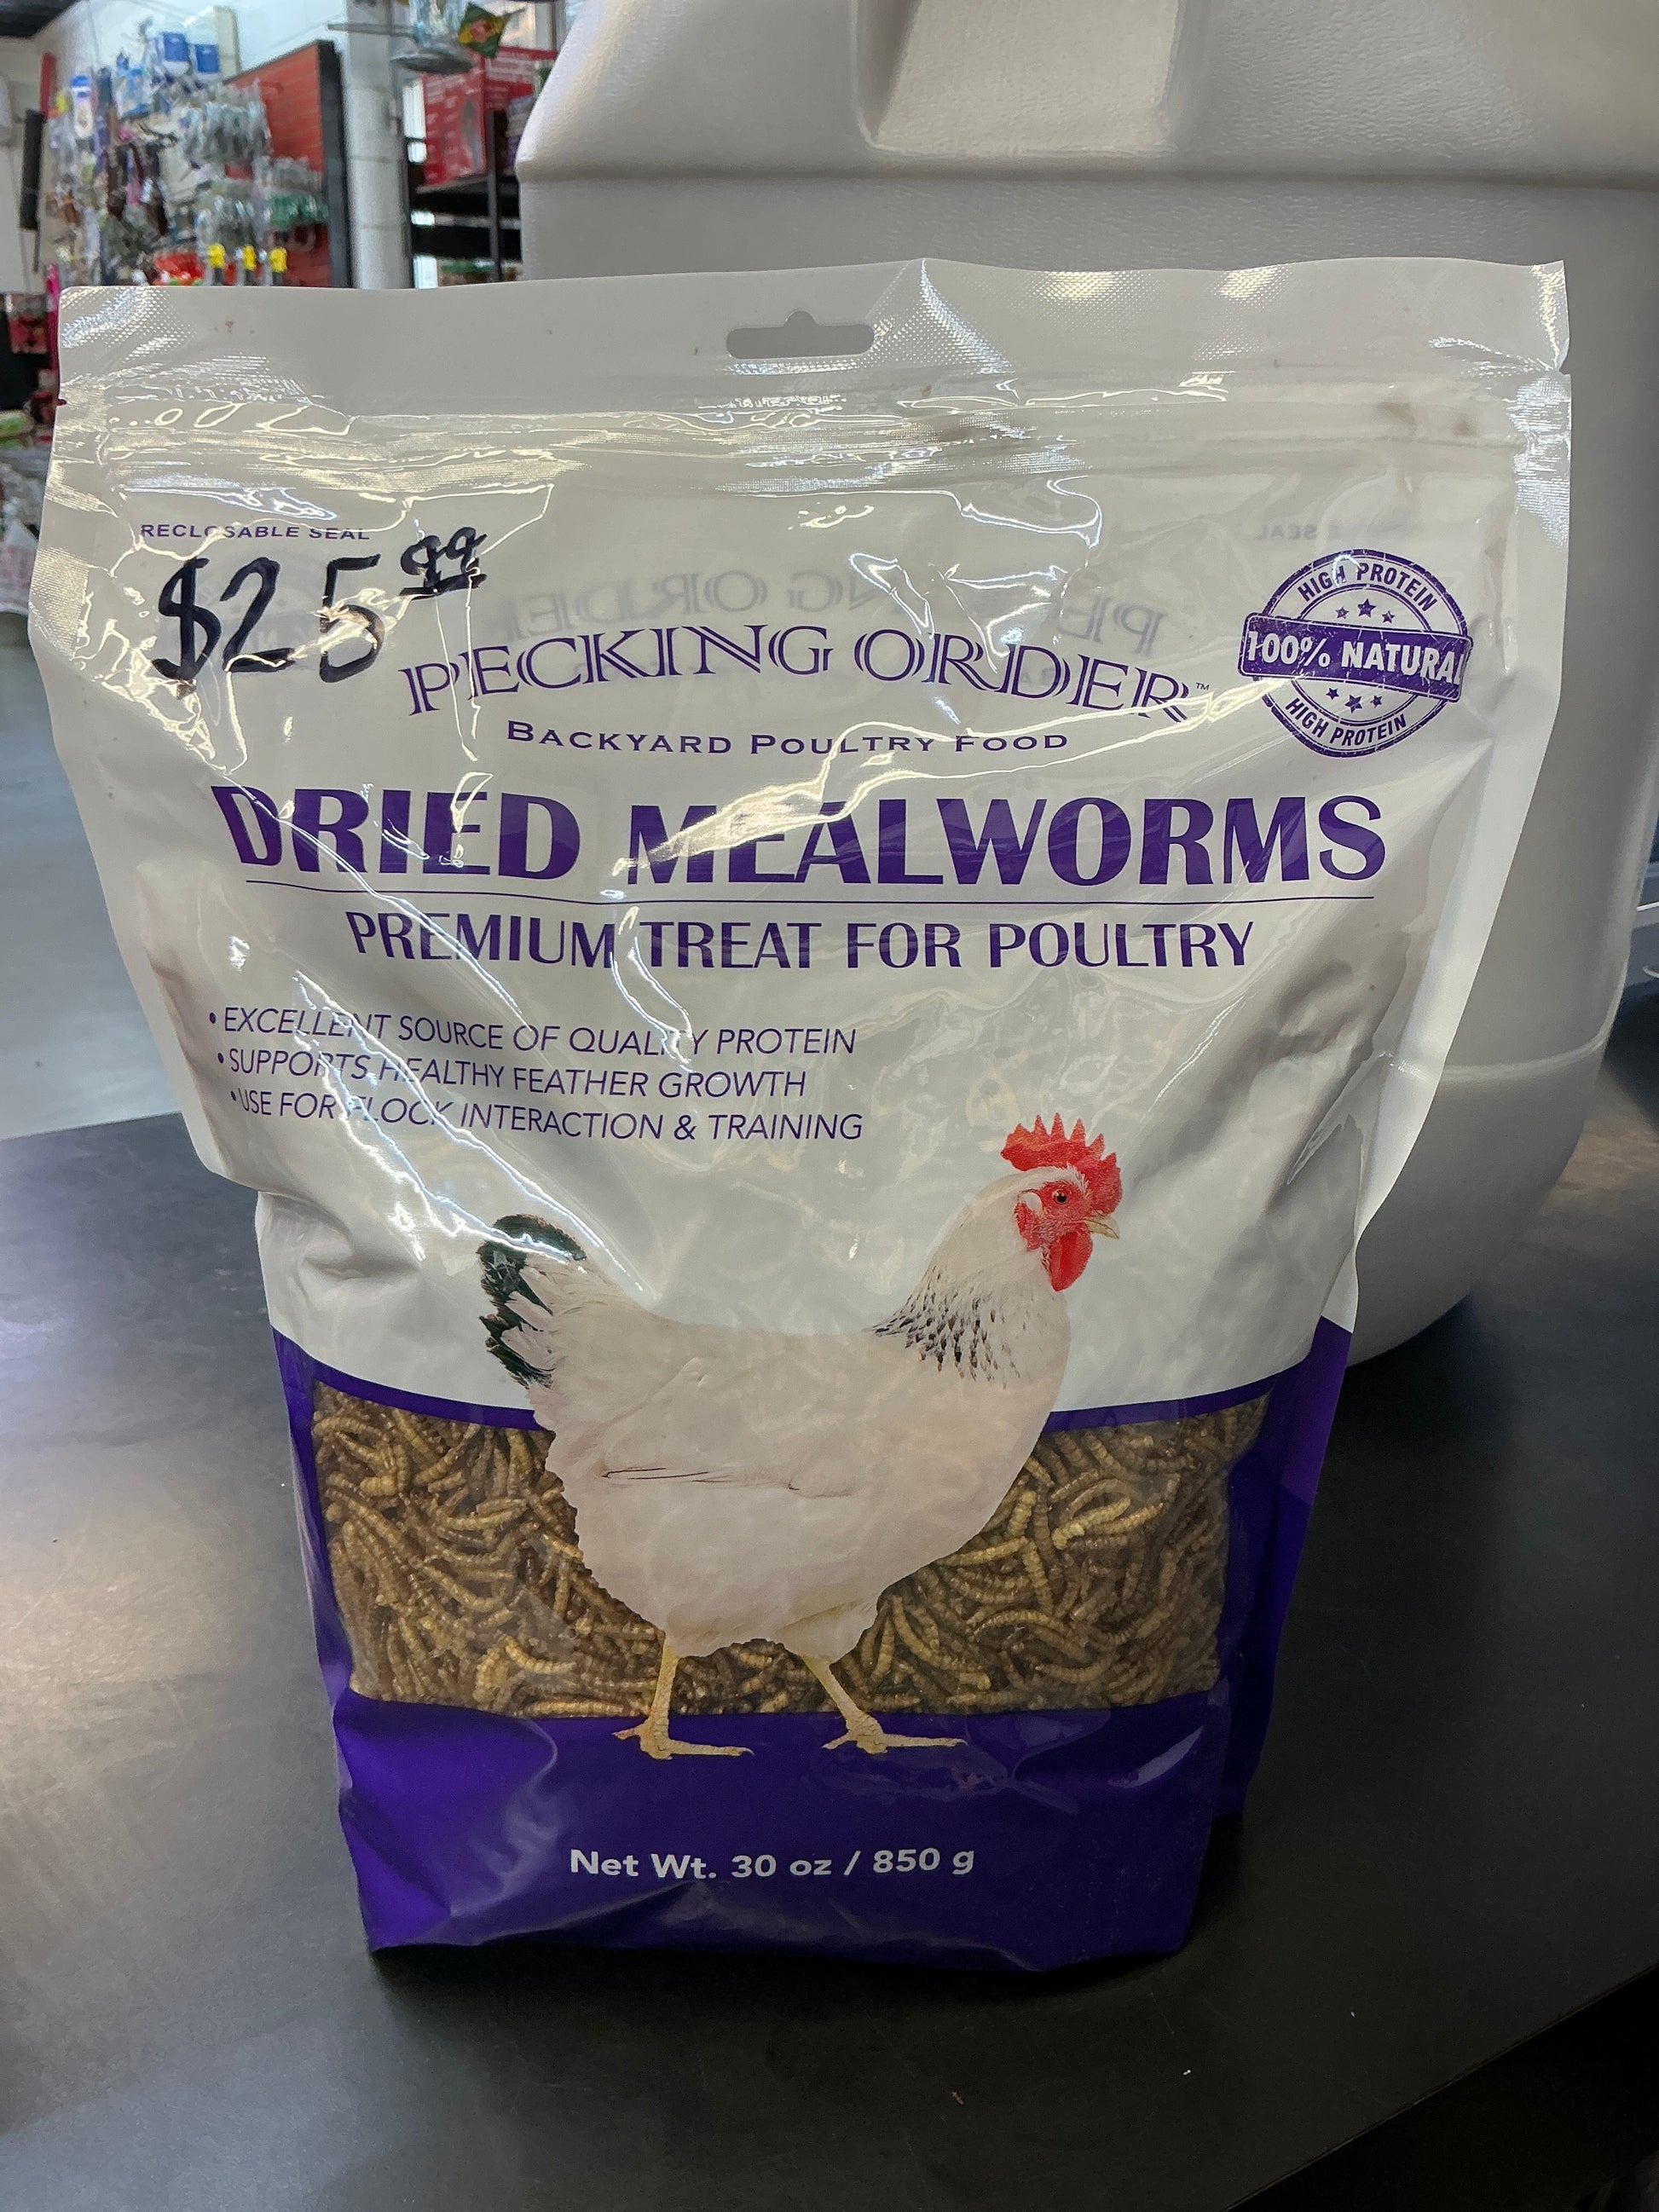 RECLOSABLE SEAL
$25.99
PECKING ORDER™
BACKYARD POULTRY FOOD
HIGH PROTEIN
100% NATURAL
HIGH PROTEIN
DRIED MEALWORMS
PREMIUM TREAT FOR POULTRY
• EXCELLENT SOURCE OF QUALITY PROTEIN
• SUPPORTS HEALTHY FEATHER GROWTH
• USE FOR FLOCK INTERACTION & TRAINING
Net Wt. 30 oz / 850 g